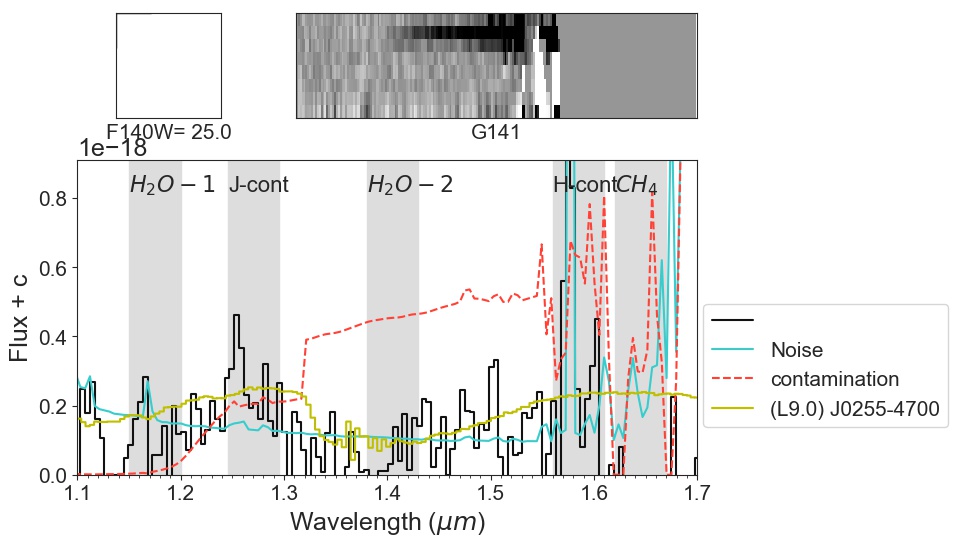 F140W= 25.0
G141
1e−18
H₂O − 1 J-cont H₂O − 2 H-cont CH₄
0.8
0.6
0.4
0.2
0.0
Flux + c
1.1 1.2 1.3 1.4 1.5 1.6 1.7
Wavelength (μm)
Noise
contamination
(L9.0) J0255-4700